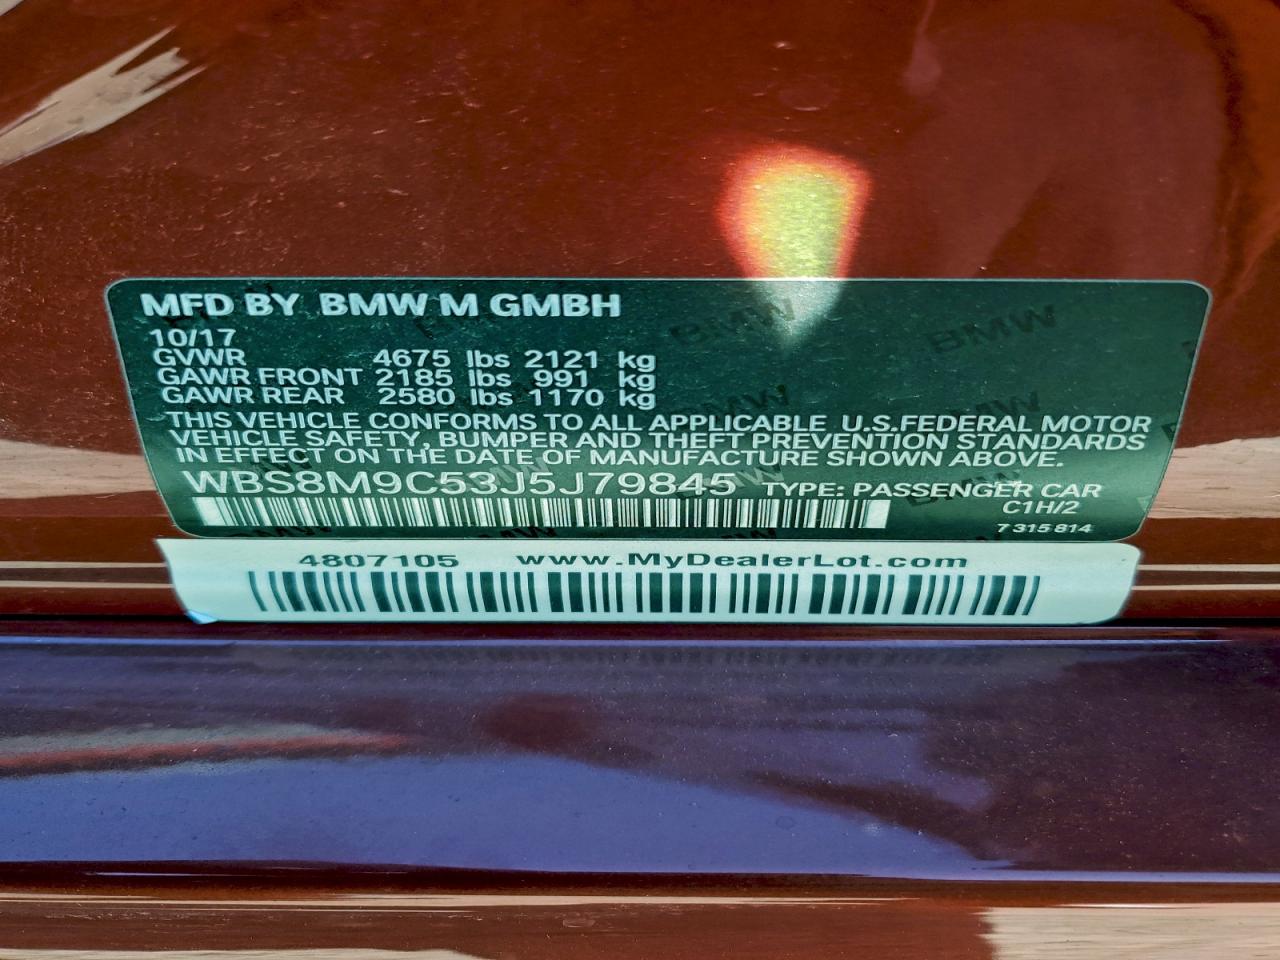 MFD BY BMW M GMBH
10/17
GVWR 4675 lbs 2121 kg
GAWR FRONT 2185 lbs 991 kg
GAWR REAR 2580 lbs 1170 kg
THIS VEHICLE CONFORMS TO ALL APPLICABLE U.S.FEDERAL MOTOR
VEHICLE SAFETY, BUMPER AND THEFT PREVENTION STANDARDS
IN EFFECT ON THE DATE OF MANUFACTURE SHOWN ABOVE.
WBS8M9C53J5J79845 TYPE: PASSENGER CAR
C1H/2
7 315 814
4807105 www.MyDealerLot.com